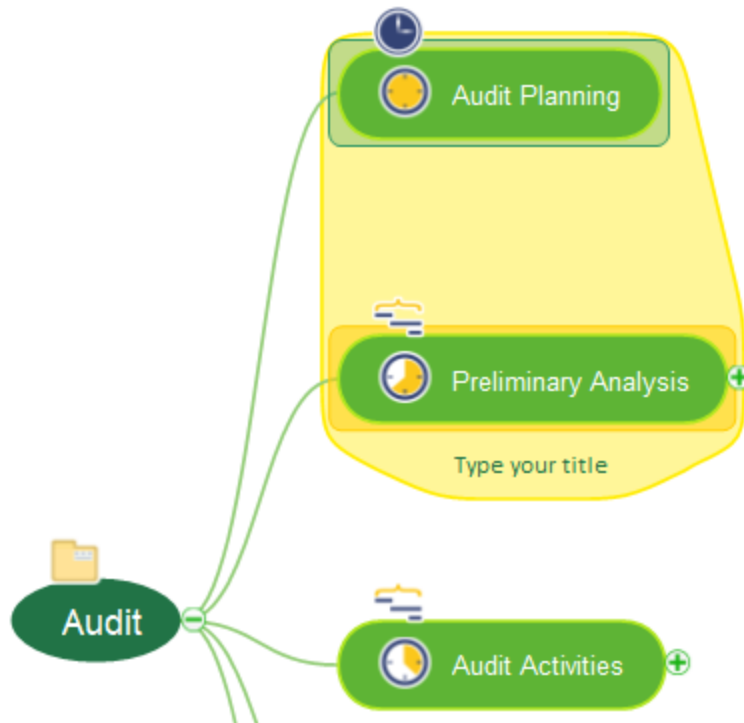 Audit Planning
Preliminary Analysis
Type your title
Audit
Audit Activities